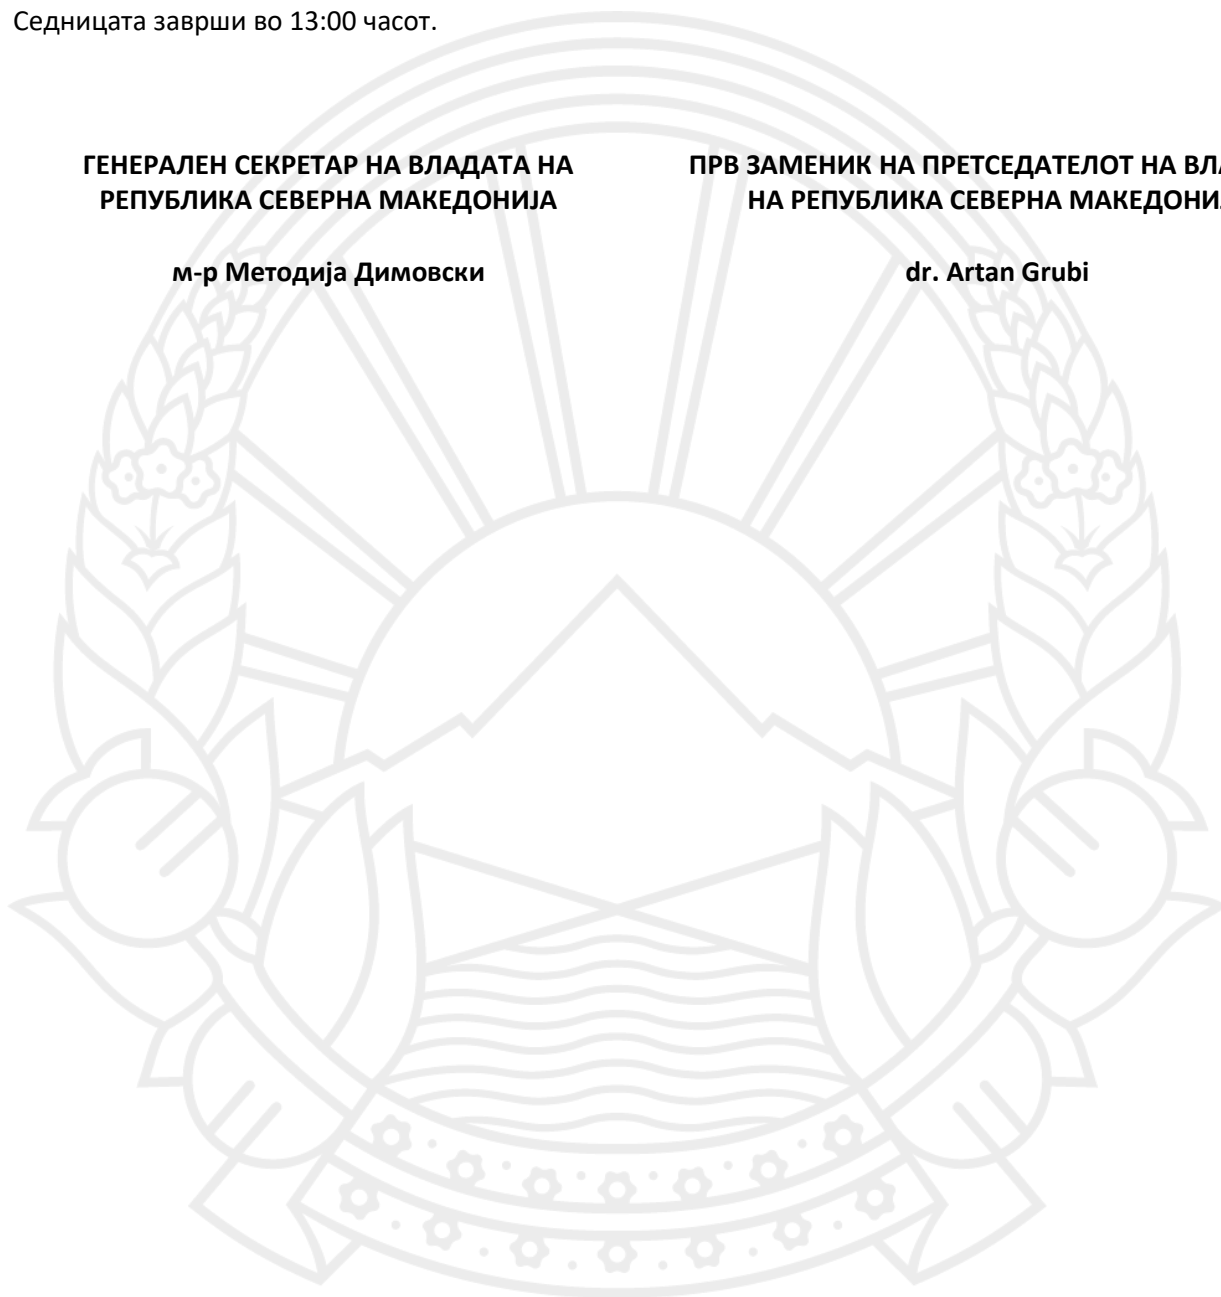 Седницата заврши во 13:00 часот.
ГЕНЕРАЛЕН СЕКРЕТАР НА ВЛАДАТА НА
РЕПУБЛИКА СЕВЕРНА МАКЕДОНИЈА
м-р Методија Димовски
ПРВ ЗАМЕНИК НА ПРЕТСЕДАТЕЛОТ НА
НА РЕПУБЛИКА СЕВЕРНА
dr. Artan Grubi